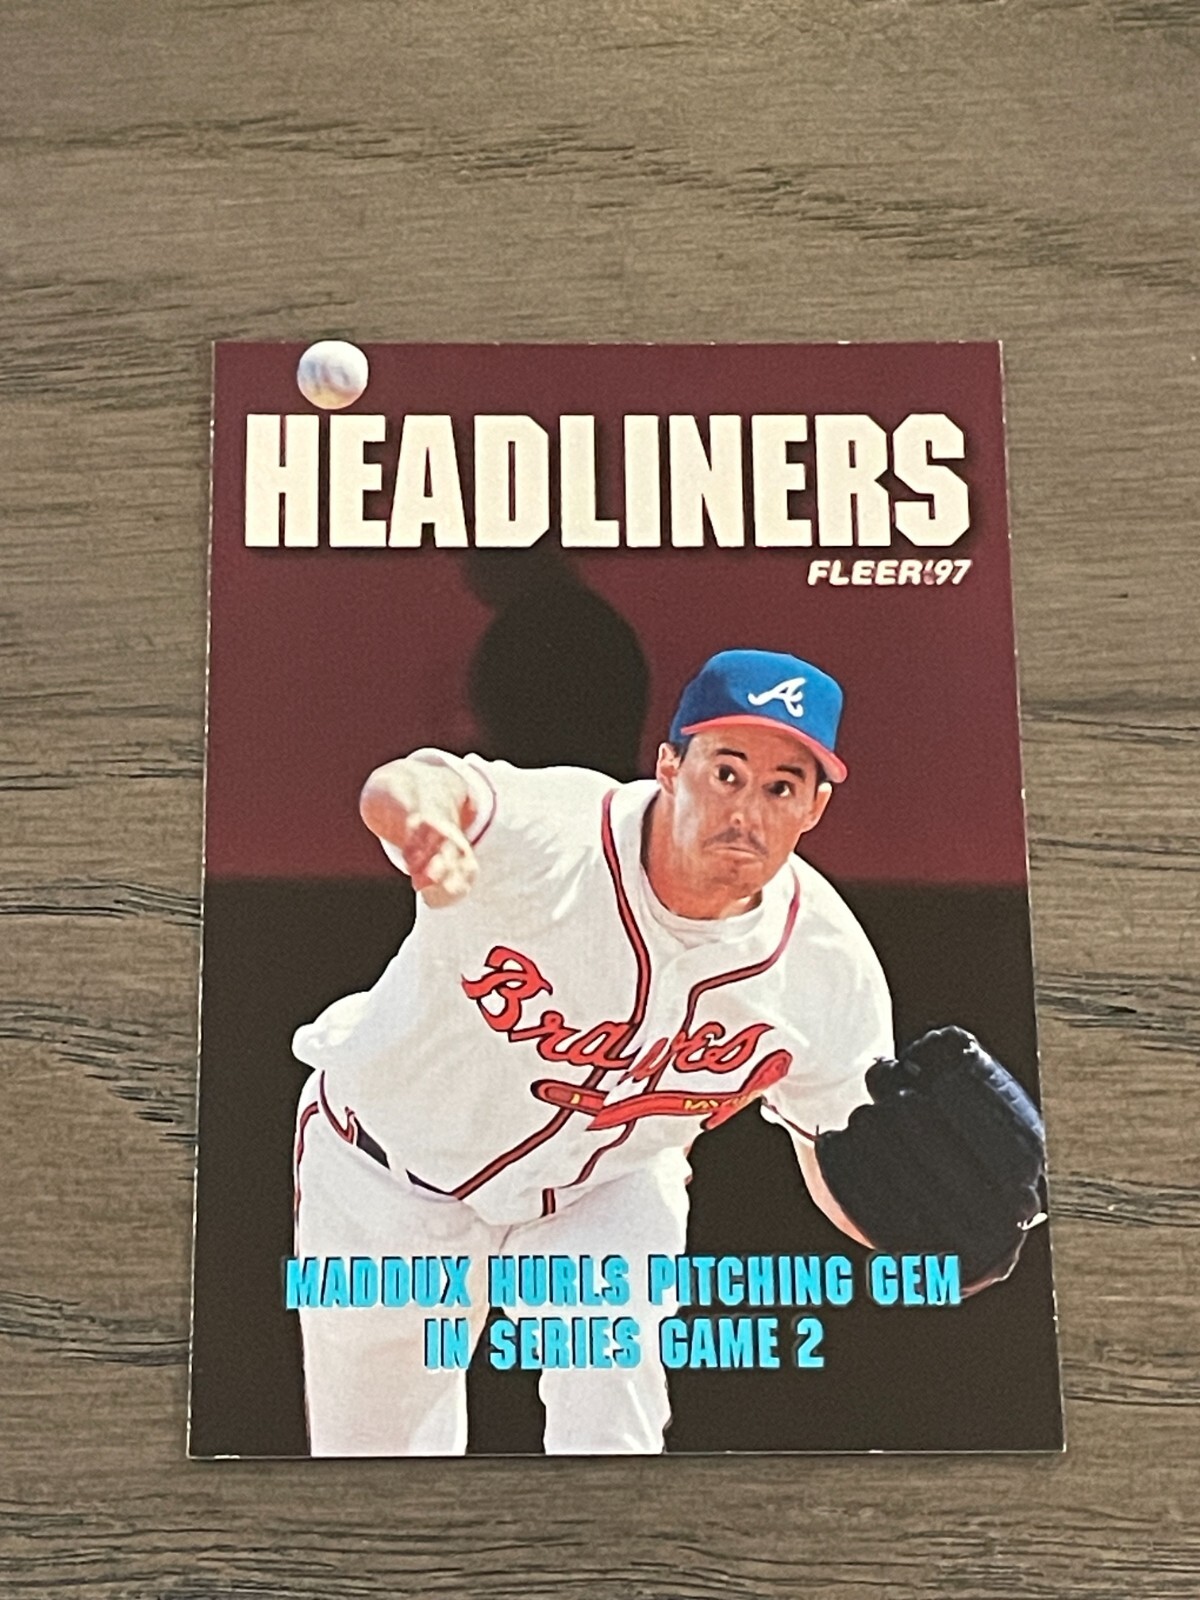 HEADLINERS
FLEER'97
A
Braves
MADDUX HURLS PITCHING GEM
IN SERIES GAME 2